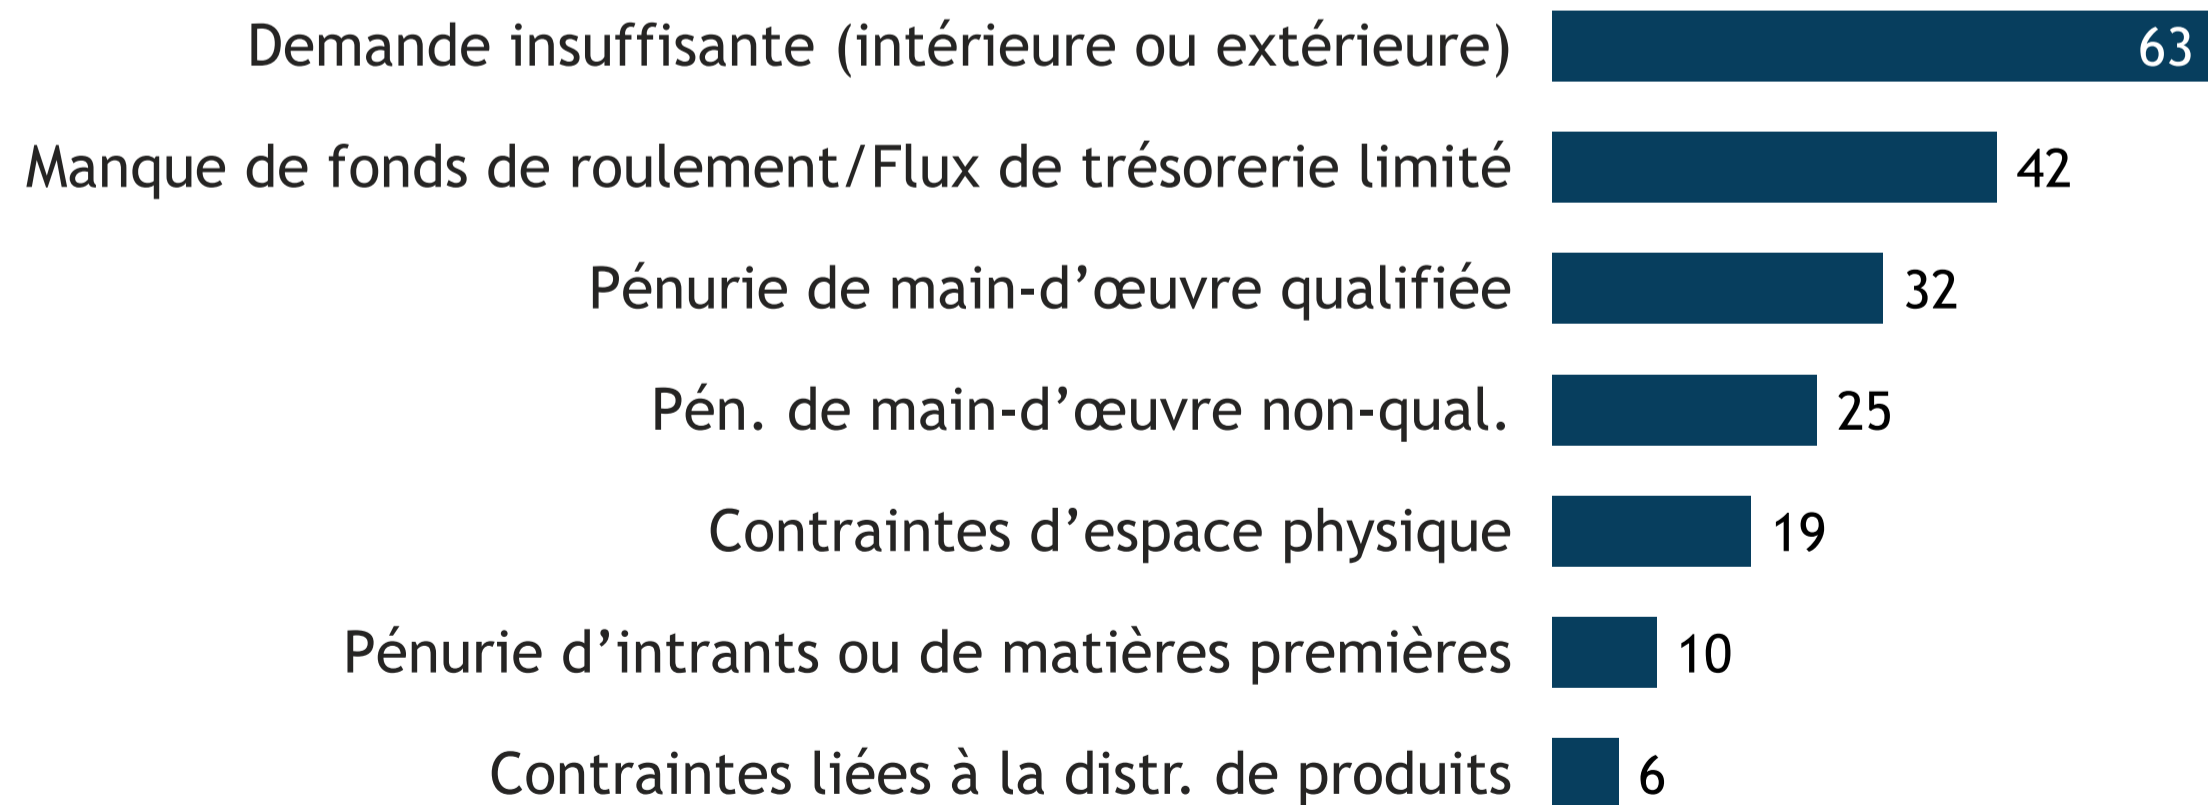 Demande insuffisante (intérieure ou extérieure) 63
Manque de fonds de roulement/Flux de trésorerie limité 42
Pénurie de main-d’œuvre qualifiée 32
Pén. de main-d’œuvre non-qual. 25
Contraintes d’espace physique 19
Pénurie d’intrants ou de matières premières 10
Contraintes liées à la distr. de produits 6